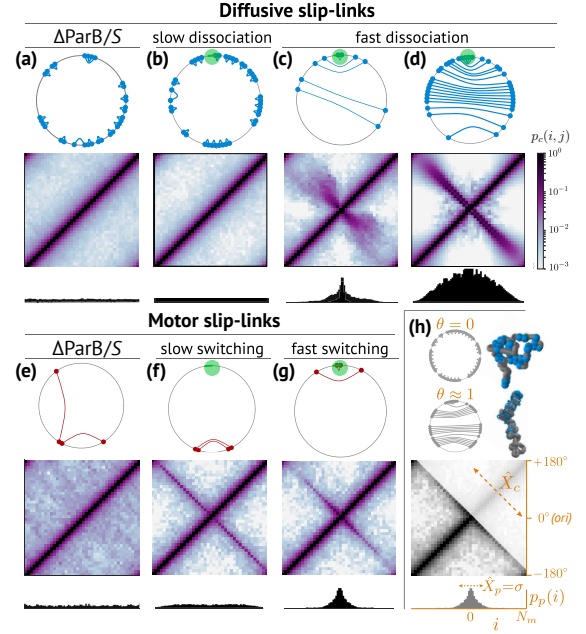 Diffusive slip-links
ΔParB/S
slow dissociation
fast dissociation
(a)
(b)
(c)
(d)
p_c(i, j)
10^0
10^{-1}
10^{-2}
10^{-3}
Motor slip-links
ΔParB/S
slow switching
fast switching
(e)
(f)
(g)
(h)
θ = 0
θ ≈ 1
X̂_c
+180°
0° (ori)
−180°
X̂_p=σ
p_p(i)
0
i
N_m